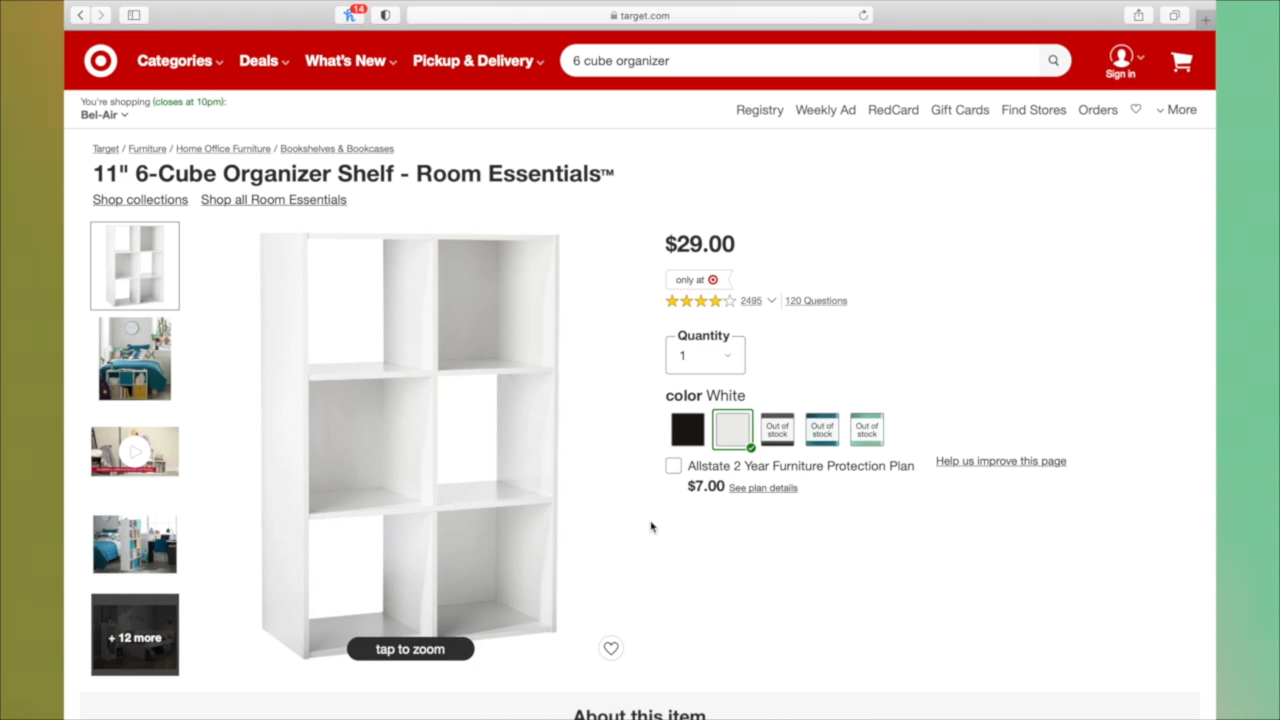 14
target.com
Categories
Deals
What's New
Pickup & Delivery
6 cube organizer
Sign in
You're shopping (closes at 10pm):
Bel-Air
Registry
Weekly Ad
RedCard
Gift Cards
Find Stores
Orders
More
Target / Furniture / Home Office Furniture / Bookshelves & Bookcases
11" 6-Cube Organizer Shelf - Room Essentials™
Shop collections
Shop all Room Essentials
$29.00
only at
2495
120 Questions
Quantity
1
color White
Out of stock
Out of stock
Out of stock
Allstate 2 Year Furniture Protection Plan
$7.00 See plan details
Help us improve this page
+ 12 more
tap to zoom
About this item